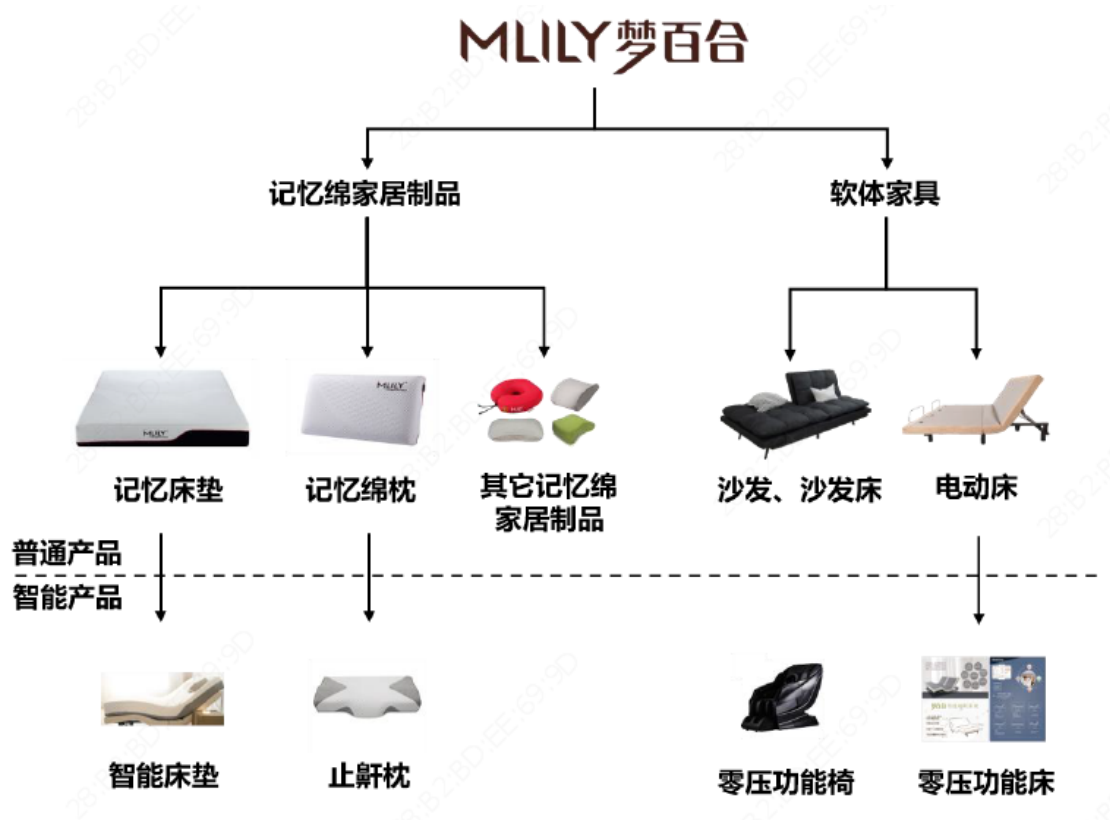 MLILY梦百合
记忆绵家居制品
软体家具
MLILY
MLILY
记忆床垫
记忆绵枕
其它记忆绵
家居制品
沙发、沙发床
电动床
普通产品
智能产品
智能床垫
止鼾枕
零压功能椅
零压功能床